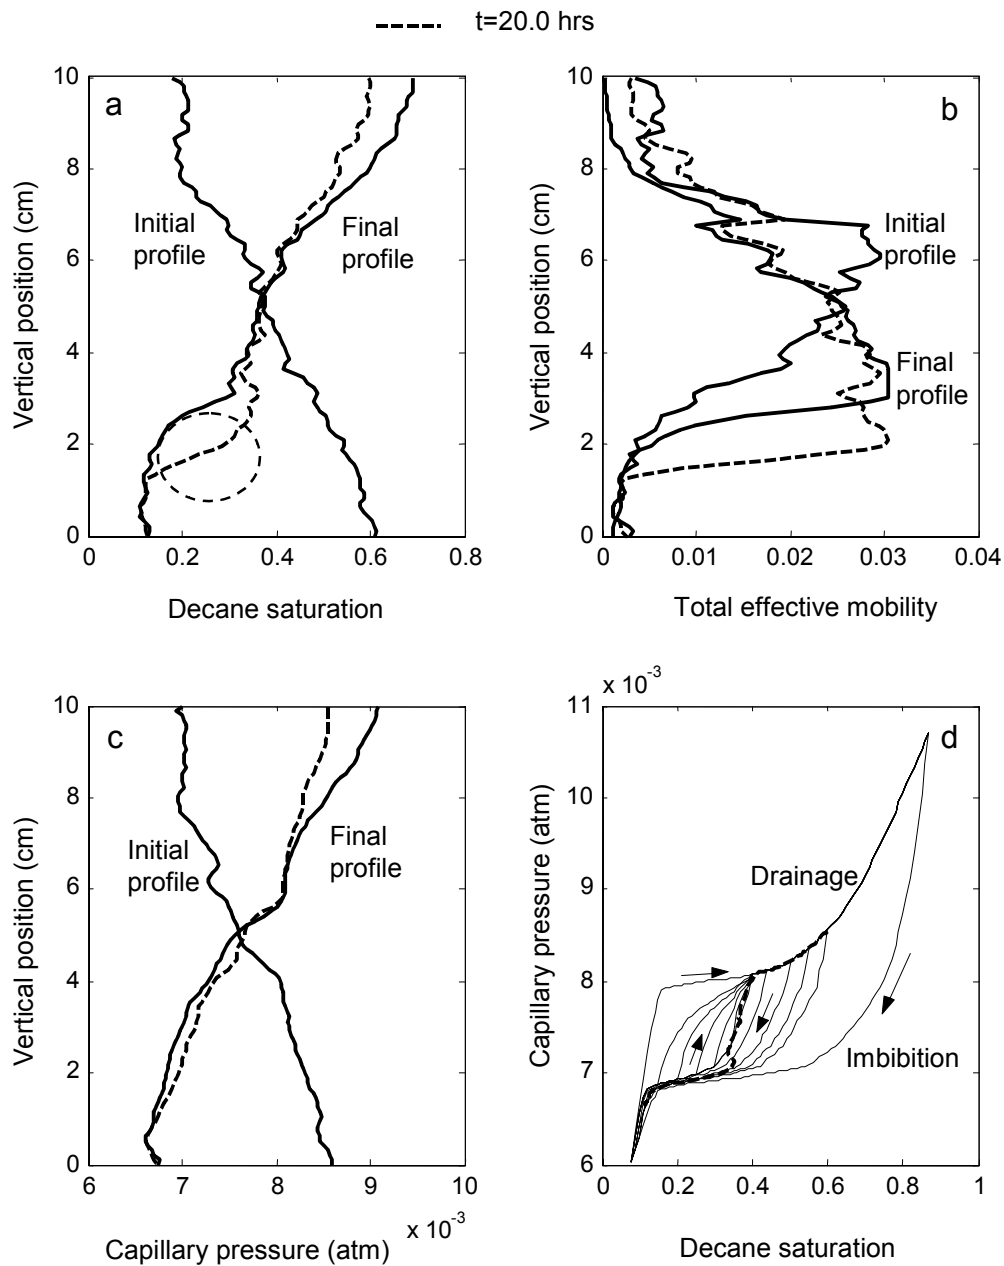 t=20.0 hrs
a
Initial
profile
Final
profile
10
8
6
4
2
0
0
0.2
0.4
0.6
0.8
Vertical position (cm)
Decane saturation
b
Initial
profile
Final
profile
10
8
6
4
2
0
0
0.01
0.02
0.03
0.04
Vertical position (cm)
Total effective mobility
c
Initial
profile
Final
profile
10
8
6
4
2
0
6
7
8
9
10
x 10-3
Vertical position (cm)
Capillary pressure (atm)
x 10-3
d
Drainage
Imbibition
11
10
9
8
7
6
0
0.2
0.4
0.6
0.8
1
Capillary pressure (atm)
Decane saturation